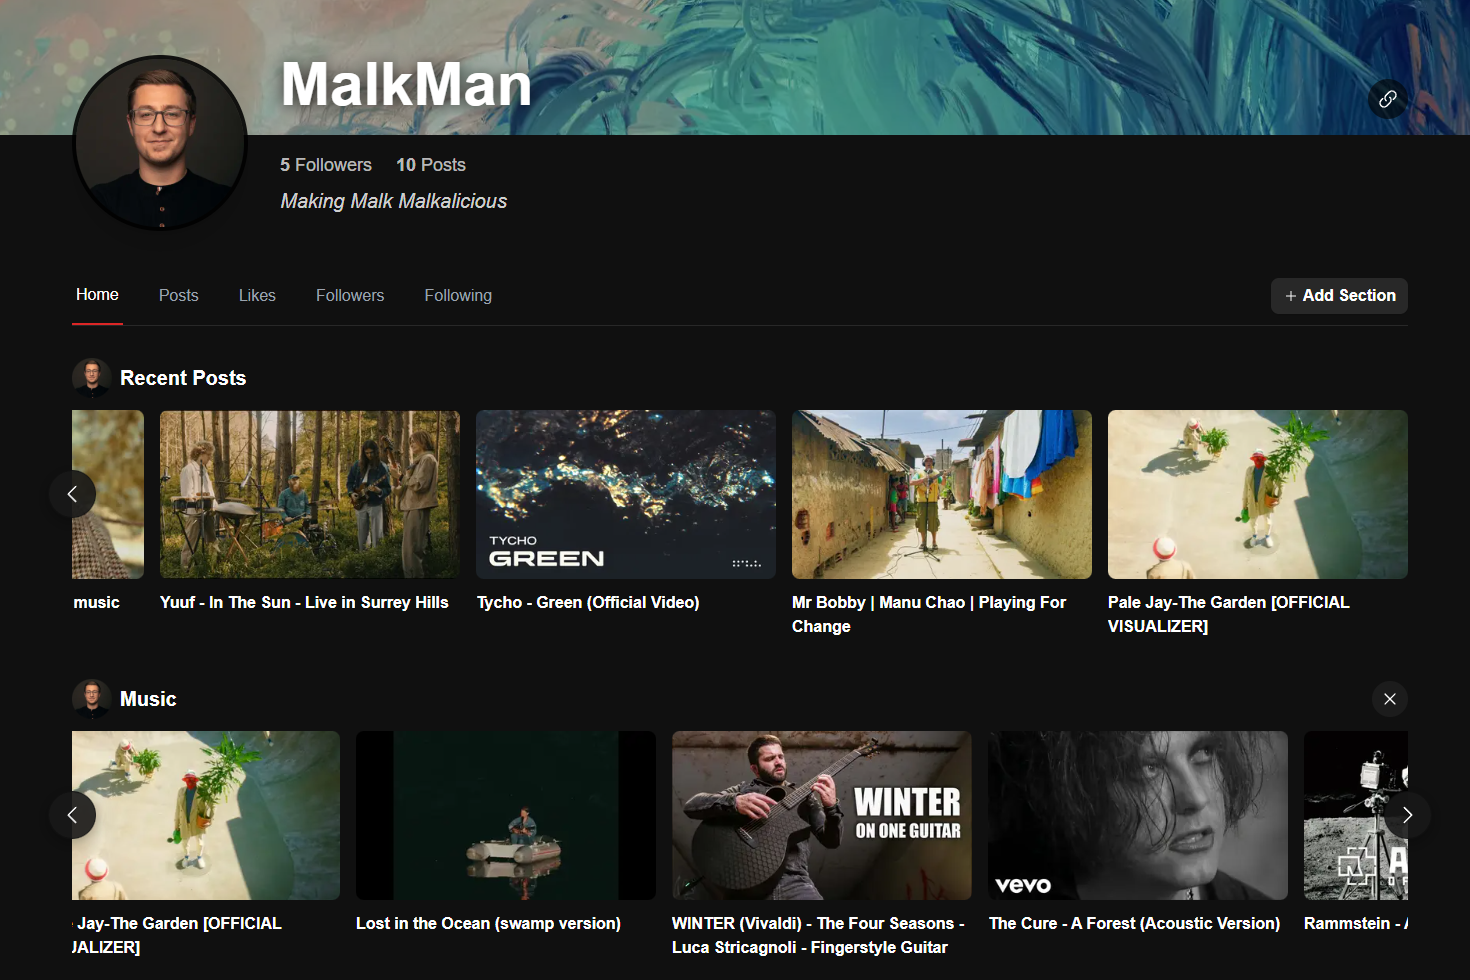 MalkMan
5 Followers 10 Posts
Making Malk Malkalicious
Home Posts Likes Followers Following + Add Section
Recent Posts
TYCHO
GREEN
music
Yuuf - In The Sun - Live in Surrey Hills
Tycho - Green (Official Video)
Mr Bobby | Manu Chao | Playing For
Change
Pale Jay-The Garden [OFFICIAL
VISUALIZER]
Music
WINTER
ON ONE GUITAR
vevo
Jay-The Garden [OFFICIAL
JALIZER]
Lost in the Ocean (swamp version)
WINTER (Vivaldi) - The Four Seasons -
Luca Stricagnoli - Fingerstyle Guitar
The Cure - A Forest (Acoustic Version)
Rammstein -